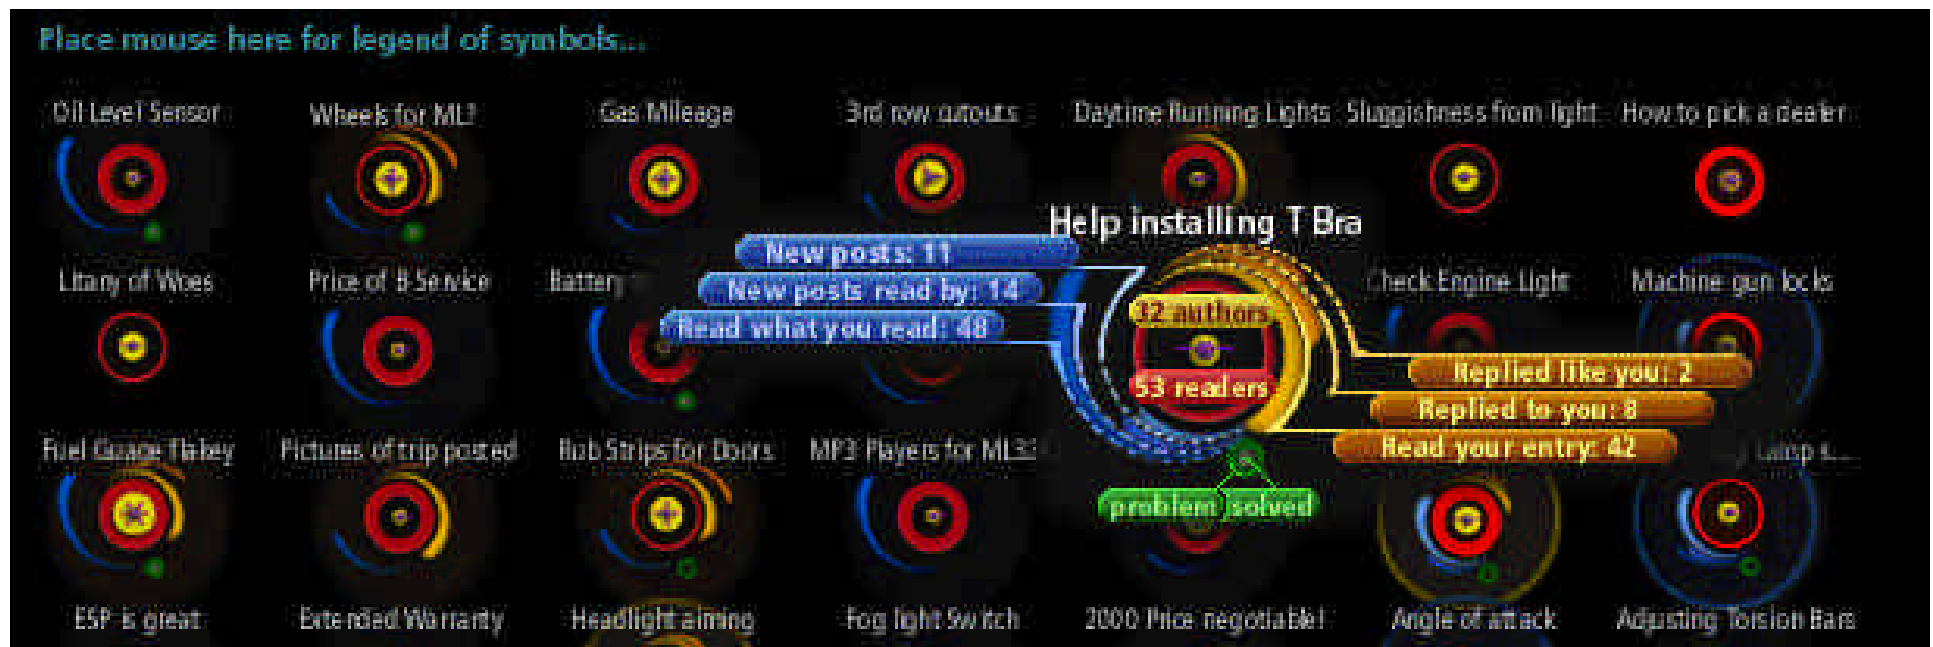 Place mouse here for legend of symbols...
Oil Level Sensor
Wheels for ML?
Gas Mileage
3rd row cutouts
Daytime Running Lights
Sluggishness from light
How to pick a dealer
Help installing T Bra
New posts: 11
New posts read by: 14
Read what you read: 48
32 authors
53 readers
Replied like you: 2
Replied to you: 8
Read your entry: 42
problem solved
Litany of Woes
Price of B-Service
Battery
Check Engine Light
Machine gun locks
Fuel Guage Flakey
Pictures of trip posted
Rub Strips for Doors
MP3 Players for ML
ESP is great
Extended Warranty
Headlight aiming
Fog light Switch
2000 Price negotiable!
Angle of attack
Adjusting Torsion Bars